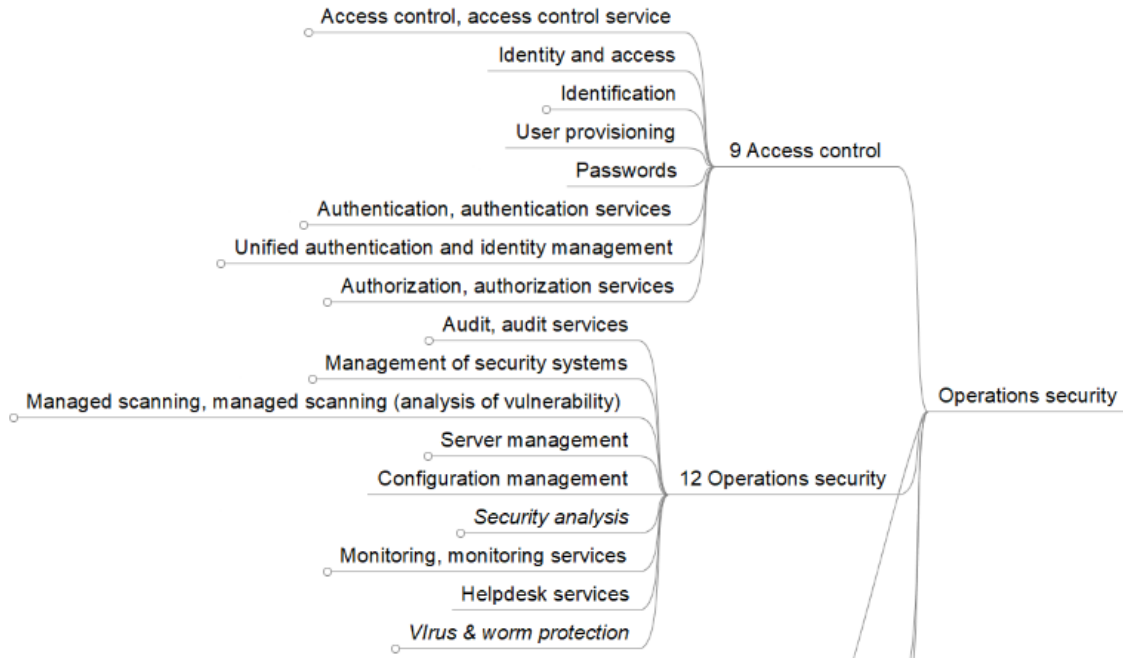 Access control, access control service
Identity and access
Identification
User provisioning
Passwords
Authentication, authentication services
Unified authentication and identity management
Authorization, authorization services
9 Access control
Audit, audit services
Management of security systems
Managed scanning, managed scanning (analysis of vulnerability)
Server management
Configuration management
Security analysis
Monitoring, monitoring services
Helpdesk services
VIrus & worm protection
12 Operations security
Operations security